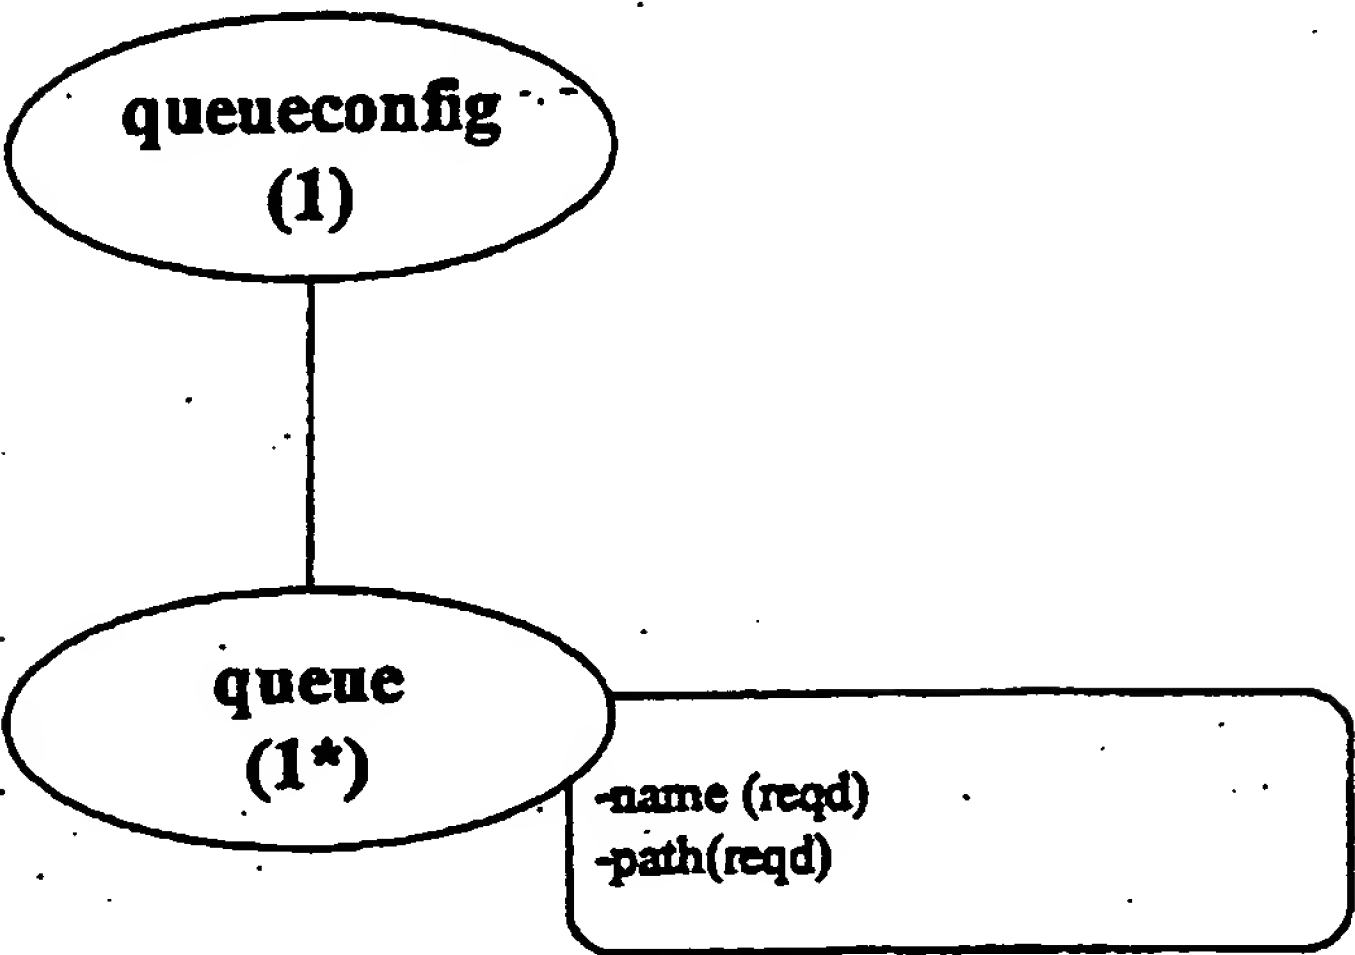 queueconfig
(1)
queue
(1*)
-name (reqd)
-path(reqd)